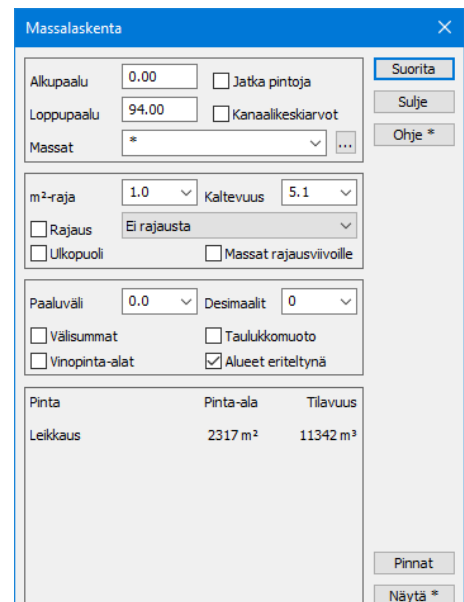 Massalaskenta
Alkupaalu 0.00 Jatka pintoja Suorita
Loppupaalu 94.00 Kanaalikeskiarvot Sulje
Massat * ... Ohje *
m²-raja 1.0 Kaltevuus 5.1
Rajaus Ei rajausta
Ulkopuoli Massat rajausviivoille
Paaluväli 0.0 Desimaalit 0
Välisummat Taulukkomuoto
Vinopinta-alat Alueet eriteltynä
Pinta Pinta-ala Tilavuus
Leikkaus 2317 m² 11342 m³
Pinnat
Näytä *